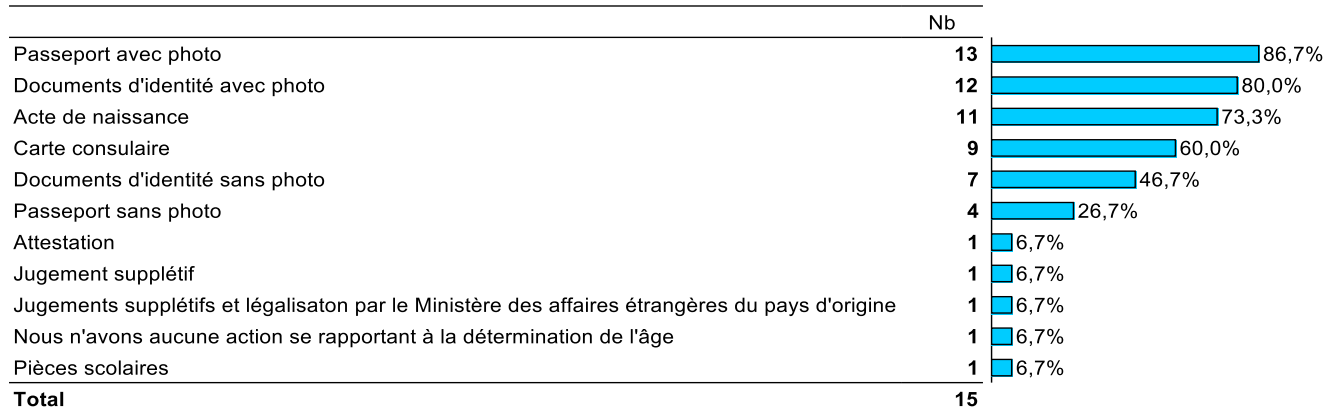 Nb
Passeport avec photo 13 86,7%
Documents d'identité avec photo 12 80,0%
Acte de naissance 11 73,3%
Carte consulaire 9 60,0%
Documents d'identité sans photo 7 46,7%
Passeport sans photo 4 26,7%
Attestation 1 6,7%
Jugement supplétif 1 6,7%
Jugements supplétifs et légalisaton par le Ministère des affaires étrangères du pays d'origine 1 6,7%
Nous n'avons aucune action se rapportant à la détermination de l'âge 1 6,7%
Pièces scolaires 1 6,7%
Total 15